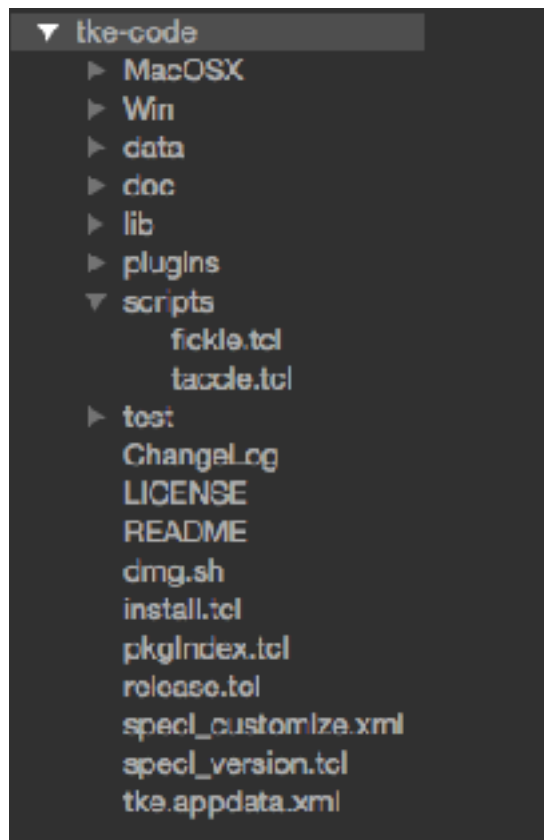 tke-code
MacOSX
Win
data
doc
lib
plugins
scripts
fickle.tcl
taccle.tcl
test
ChangeLog
LICENSE
README
dmg.sh
install.tcl
pkgIndex.tcl
release.tcl
specl_customize.xml
specl_version.tcl
tke.appdata.xml